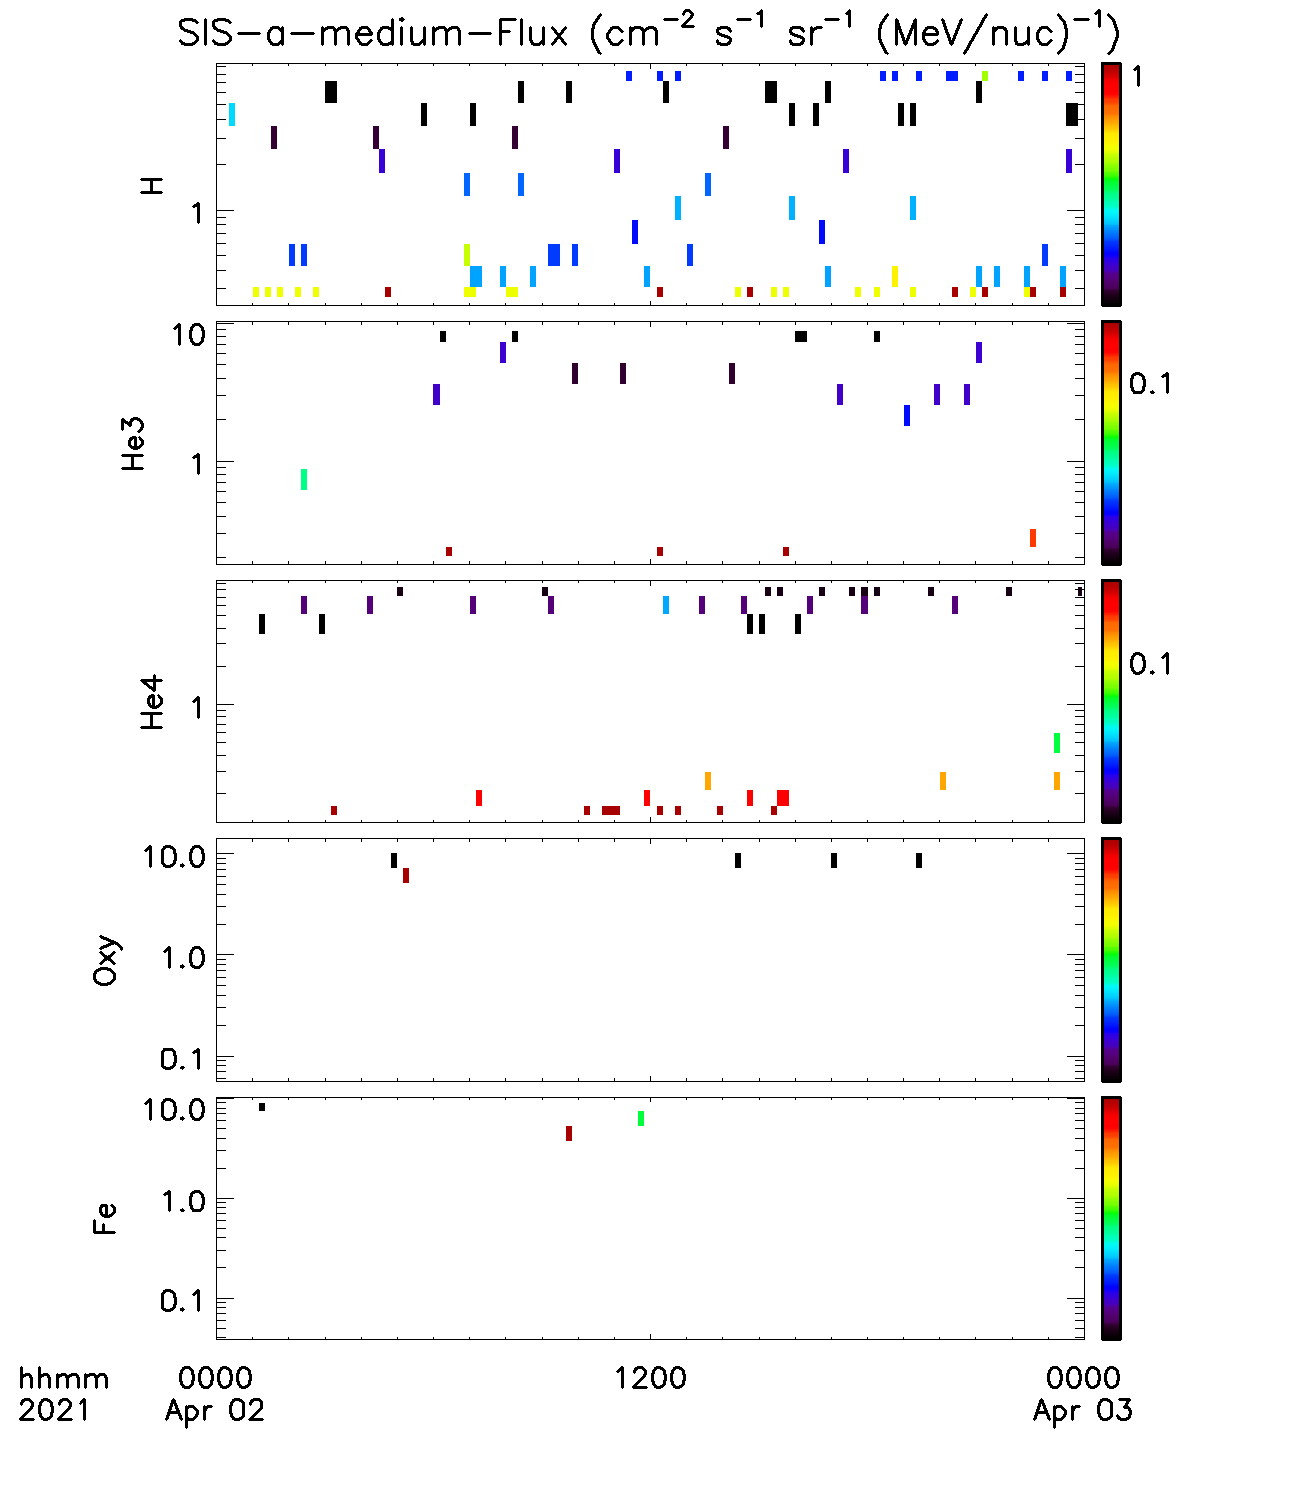 SIS-a-medium-Flux (cm⁻² s⁻¹ sr⁻¹ (MeV/nuc)⁻¹)
H
1
1
He3
10
1
0.1
He4
1
0.1
Oxy
10.0
1.0
0.1
Fe
10.0
1.0
0.1
hhmm 0000 1200 0000
2021 Apr 02 Apr 03